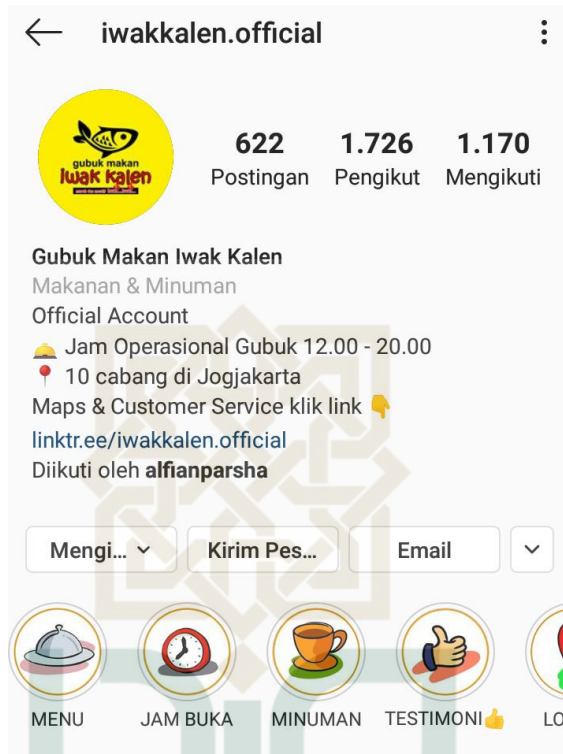 iwakkalen.official
gubuk makan
iwak kalen
622 1.726 1.170
Postingan Pengikut Mengikuti
Gubuk Makan Iwak Kalen
Makanan & Minuman
Official Account
🛎️ Jam Operasional Gubuk 12.00 - 20.00
📍 10 cabang di Jogjakarta
Maps & Customer Service klik link 👇
linktr.ee/iwakkalen.official
Diikuti oleh alfianparsha
Mengi... Kirim Pes... Email
MENU JAM BUKA MINUMAN TESTIMONI👍 LO